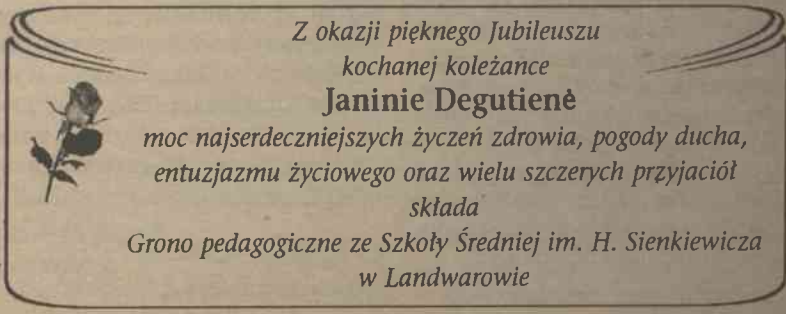 Z okazji pięknego Jubileuszu
kochanej koleżance
Janinie Degutienė
moc najserdeczniejszych życzeń zdrowia, pogody ducha,
entuzjazmu życiowego oraz wielu szczerych przyjaciół
składa
Grono pedagogiczne ze Szkoły Średniej im. H. Sienkiewicza
w Landwarowie